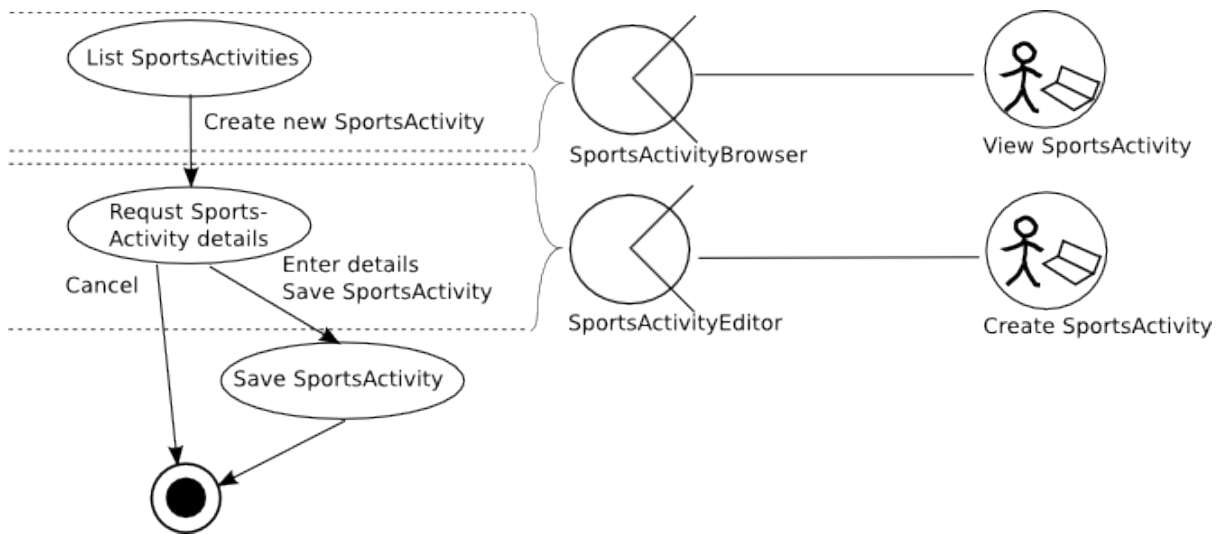 List SportsActivities
Create new SportsActivity
SportsActivityBrowser
View SportsActivity
Requst Sports-
Activity details
Cancel
Enter details
Save SportsActivity
SportsActivityEditor
Create SportsActivity
Save SportsActivity